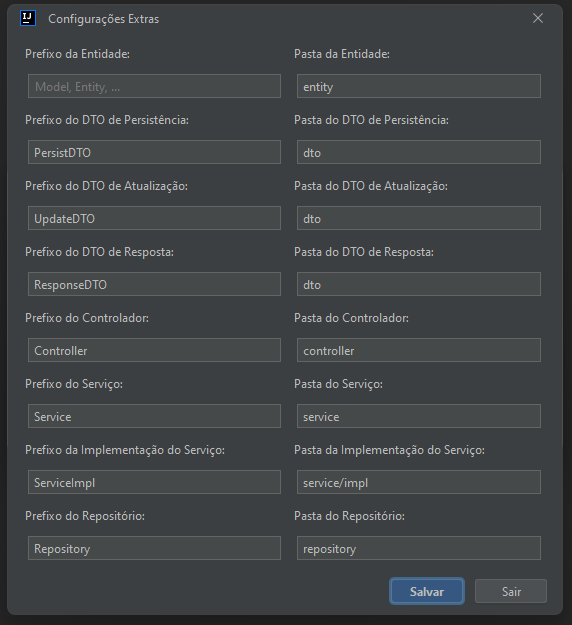 IJ Configurações Extras
Prefixo da Entidade: Pasta da Entidade:
Model, Entity, ... entity
Prefixo do DTO de Persistência: Pasta do DTO de Persistência:
PersistDTO dto
Prefixo do DTO de Atualização: Pasta do DTO de Atualização:
UpdateDTO dto
Prefixo do DTO de Resposta: Pasta do DTO de Resposta:
ResponseDTO dto
Prefixo do Controlador: Pasta do Controlador:
Controller controller
Prefixo do Serviço: Pasta do Serviço:
Service service
Prefixo da Implementação do Serviço: Pasta da Implementação do Serviço:
ServiceImpl service/impl
Prefixo do Repositório: Pasta do Repositório:
Repository repository
Salvar Sair